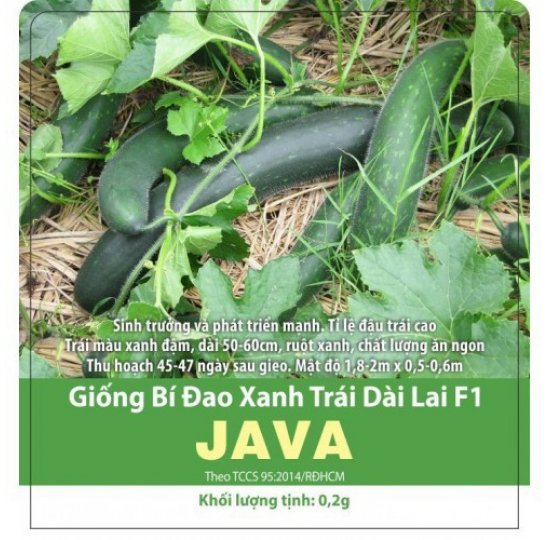 Sinh trưởng và phát triển mạnh. Tỉ lệ đậu trái cao
Trái màu xanh đậm, dài 50-60cm, ruột xanh, chất lượng ăn ngon
Thu hoạch 45-47 ngày sau gieo. Mật độ 1,8-2m x 0,5-0,6m
Giống Bí Đao Xanh Trái Dài Lai F1
JAVA
Theo TCCS 95:2014/RĐHCM
Khối lượng tịnh: 0,2g